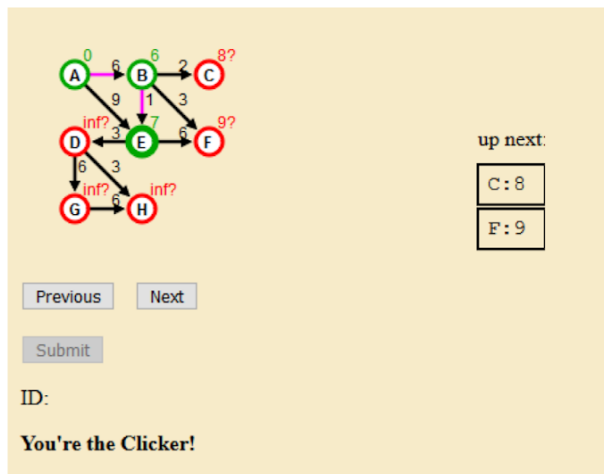 0 6 8?
A 6 B 2 C
9 1 3
inf? 7 9?
D 3 E 6 F
6 3
inf? inf?
G 6 H
up next:
C:8
F:9
Previous Next
Submit
ID:
You're the Clicker!